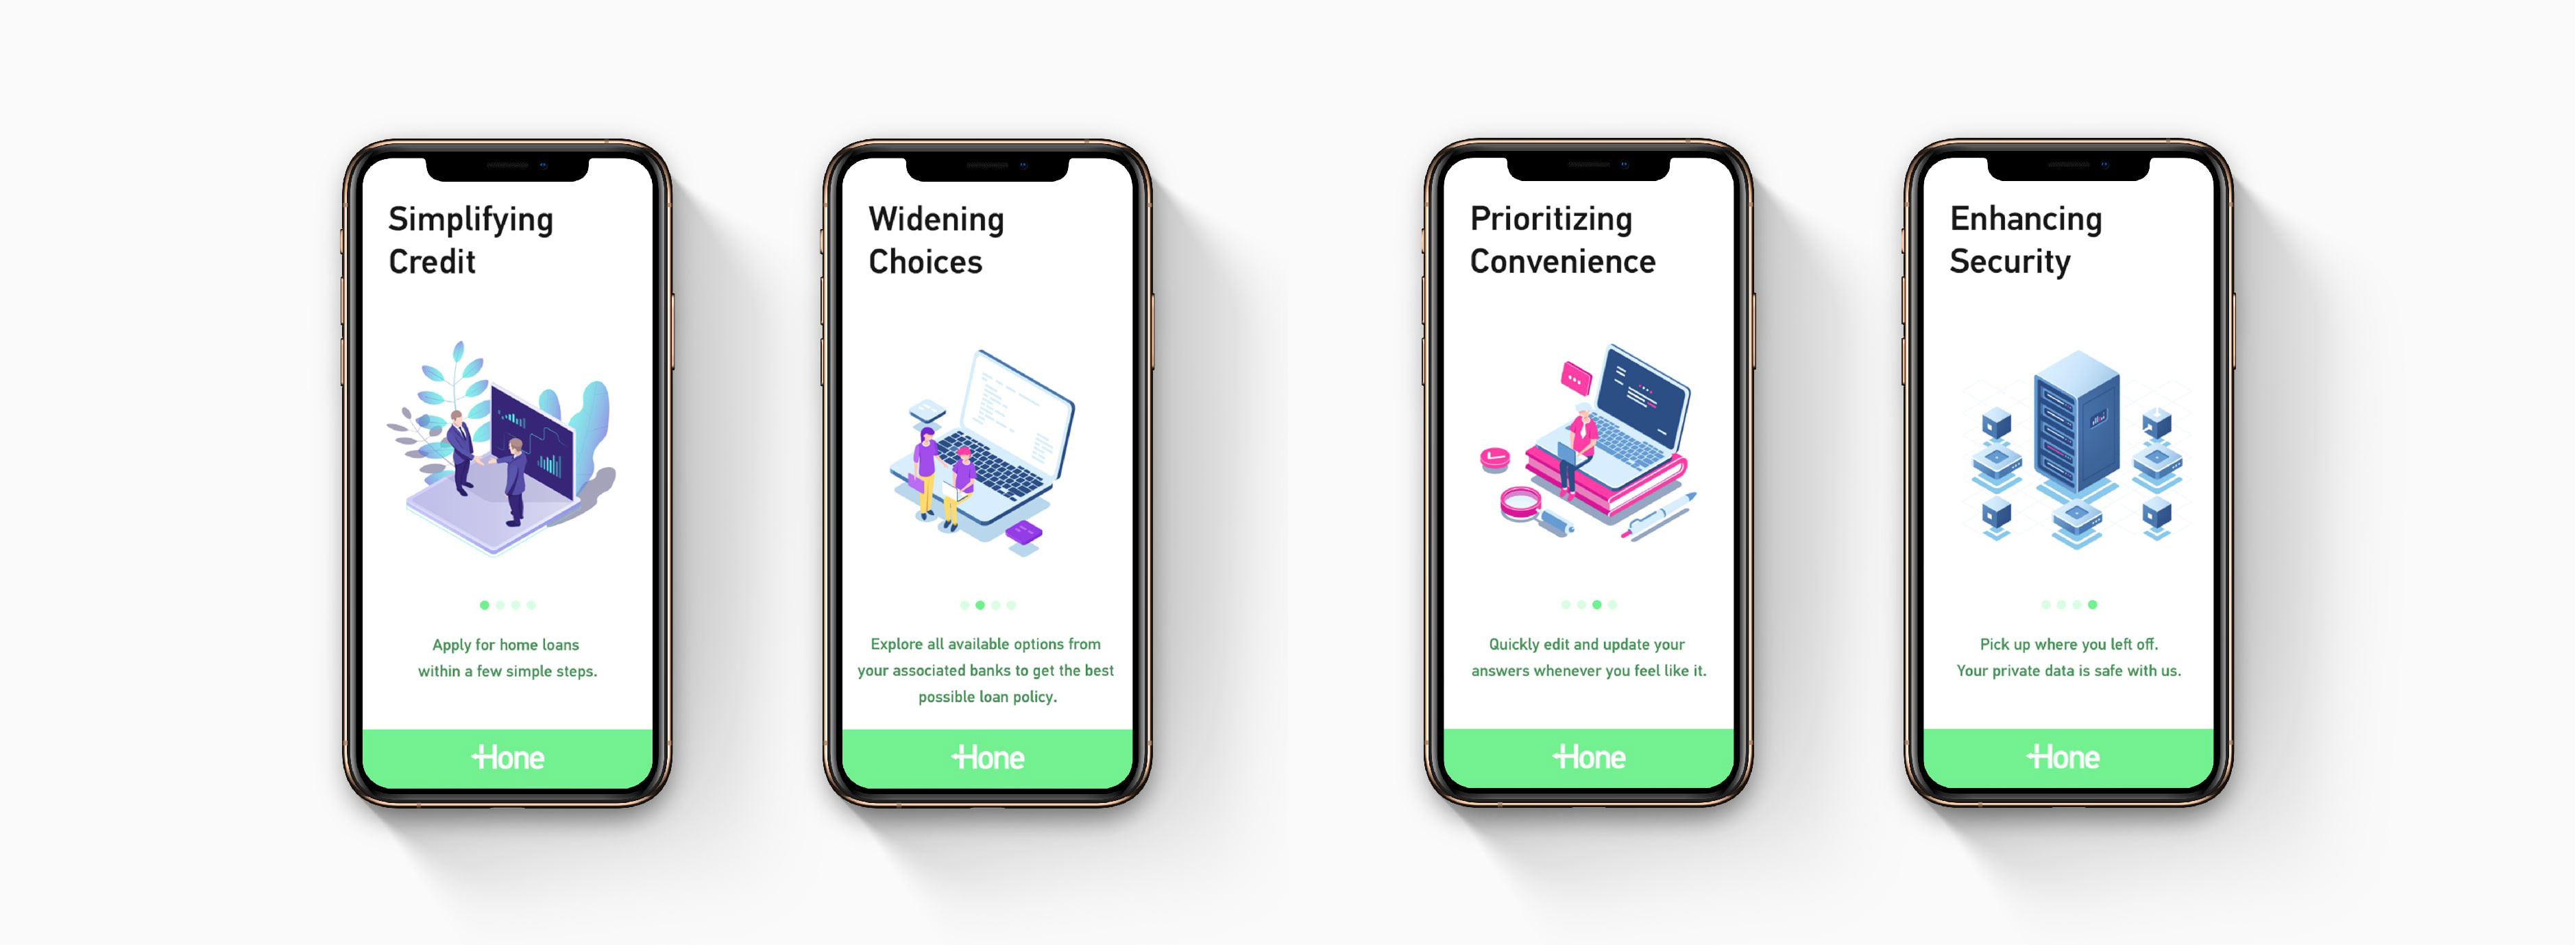 Simplifying
Credit
Apply for home loans
within a few simple steps.
Hone
Widening
Choices
Explore all available options from
your associated banks to get the best
possible loan policy.
Hone
Prioritizing
Convenience
Quickly edit and update your
answers whenever you feel like it.
Hone
Enhancing
Security
Pick up where you left off.
Your private data is safe with us.
Hone